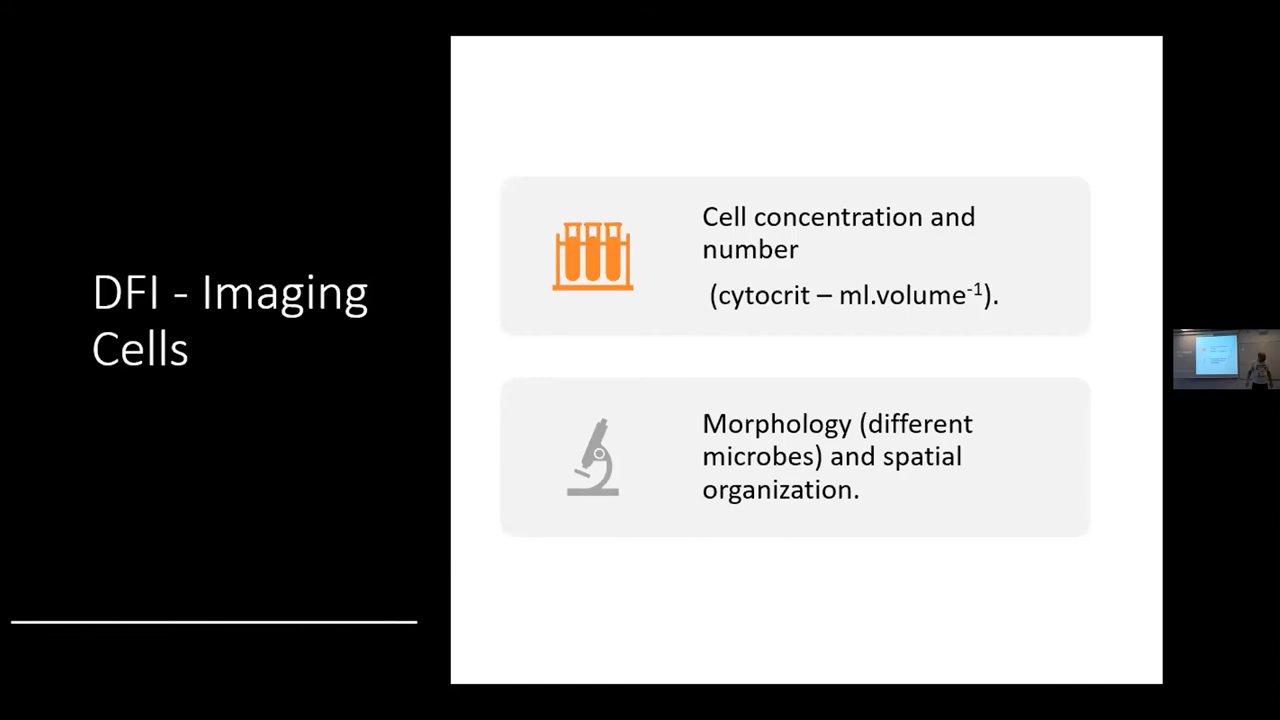 DFI - Imaging
Cells
Cell concentration and
number
(cytocrit – ml.volume⁻¹).
Morphology (different
microbes) and spatial
organization.